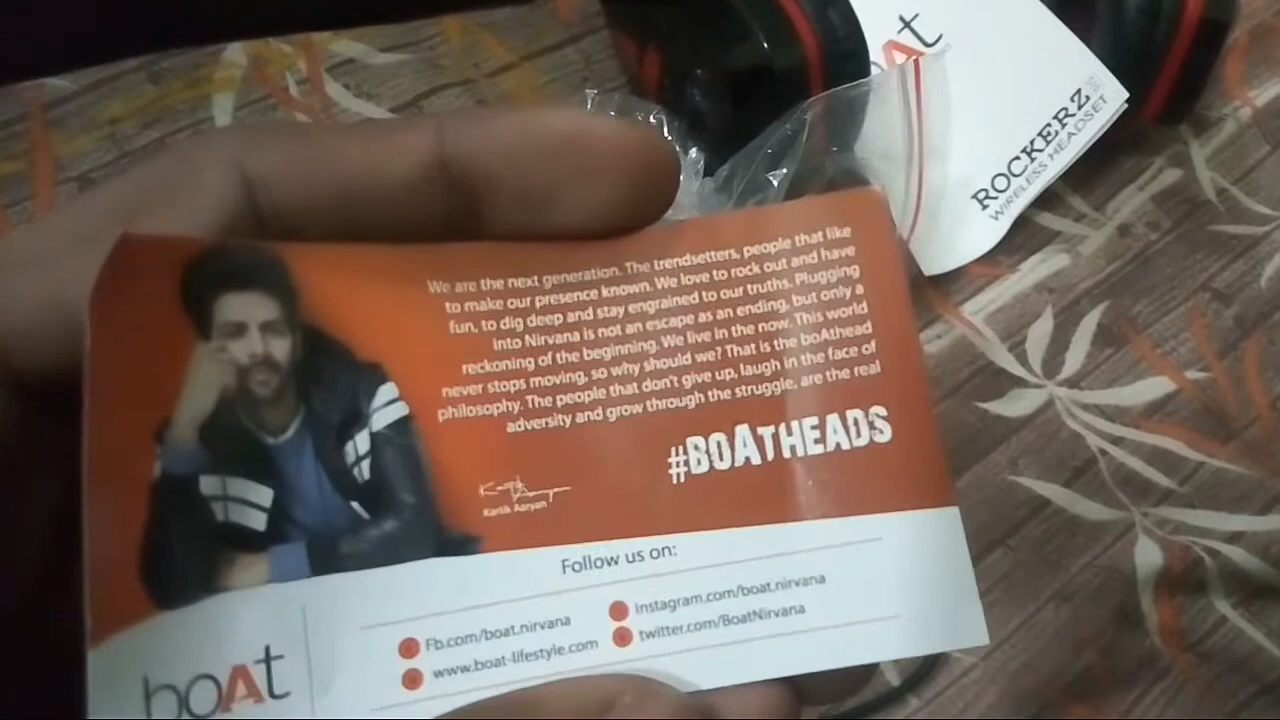 boAt
ROCKERZ
WIRELESS HEADSET
We are the next generation. The trendsetters, people that like
to make our presence known. We love to rock out and have
fun, to dig deep and stay engrained to our truths. Plugging
into Nirvana is not an escape as an ending, but only a
reckoning of the beginning. We live in the now. This world
never stops moving, so why should we? That is the boAthead
philosophy. The people that don't give up, laugh in the face of
adversity and grow through the struggle, are the real
#BOATHEADS
Kartik Aaryan
Follow us on:
Fb.com/boat.nirvana
Instagram.com/boat.nirvana
www.boat-lifestyle.com
twitter.com/BoatNirvana
boAt